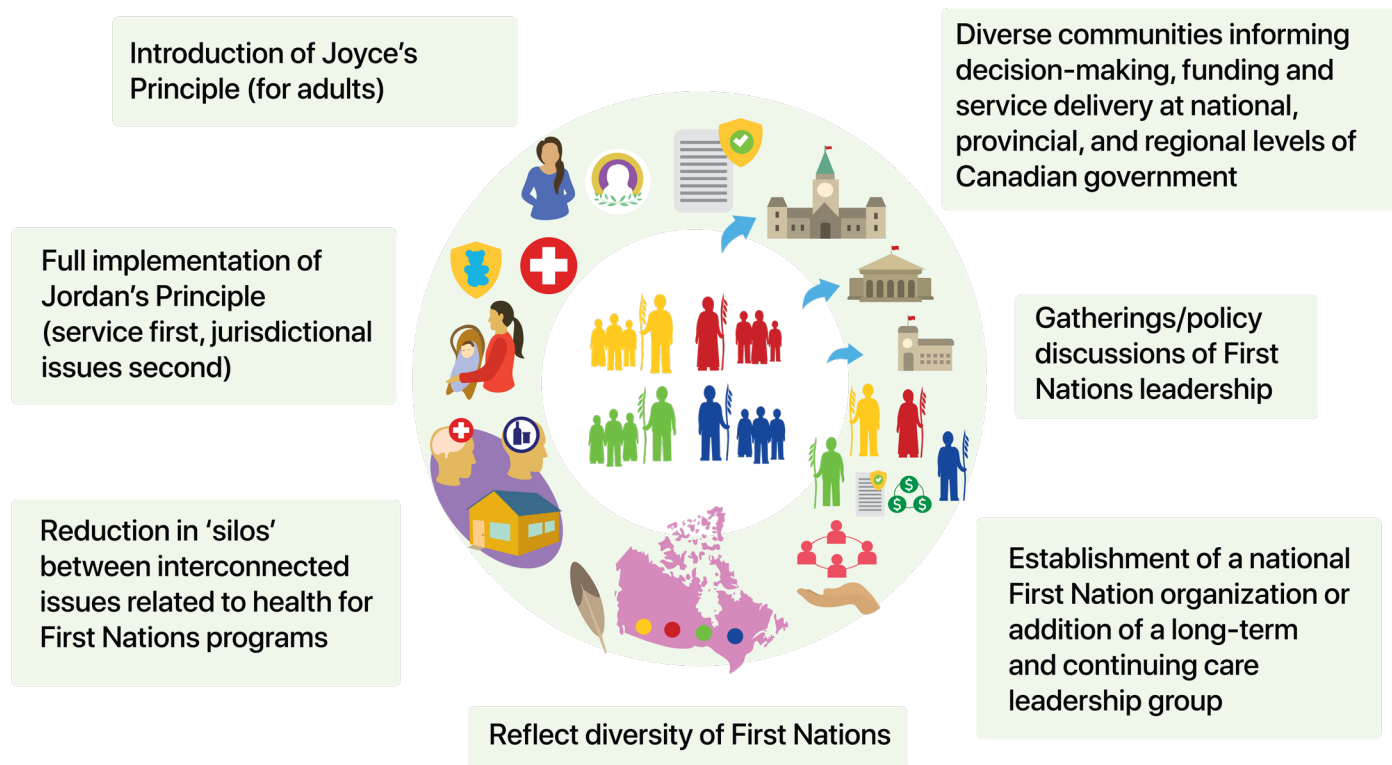 Introduction of Joyce’s
Principle (for adults)
Diverse communities informing
decision-making, funding and
service delivery at national,
provincial, and regional levels of
Canadian government
Full implementation of
Jordan’s Principle
(service first, jurisdictional
issues second)
Gatherings/policy
discussions of First
Nations leadership
Reduction in ‘silos’
between interconnected
issues related to health for
First Nations programs
Establishment of a national
First Nation organization or
addition of a long-term
and continuing care
leadership group
Reflect diversity of First Nations
$
$ $